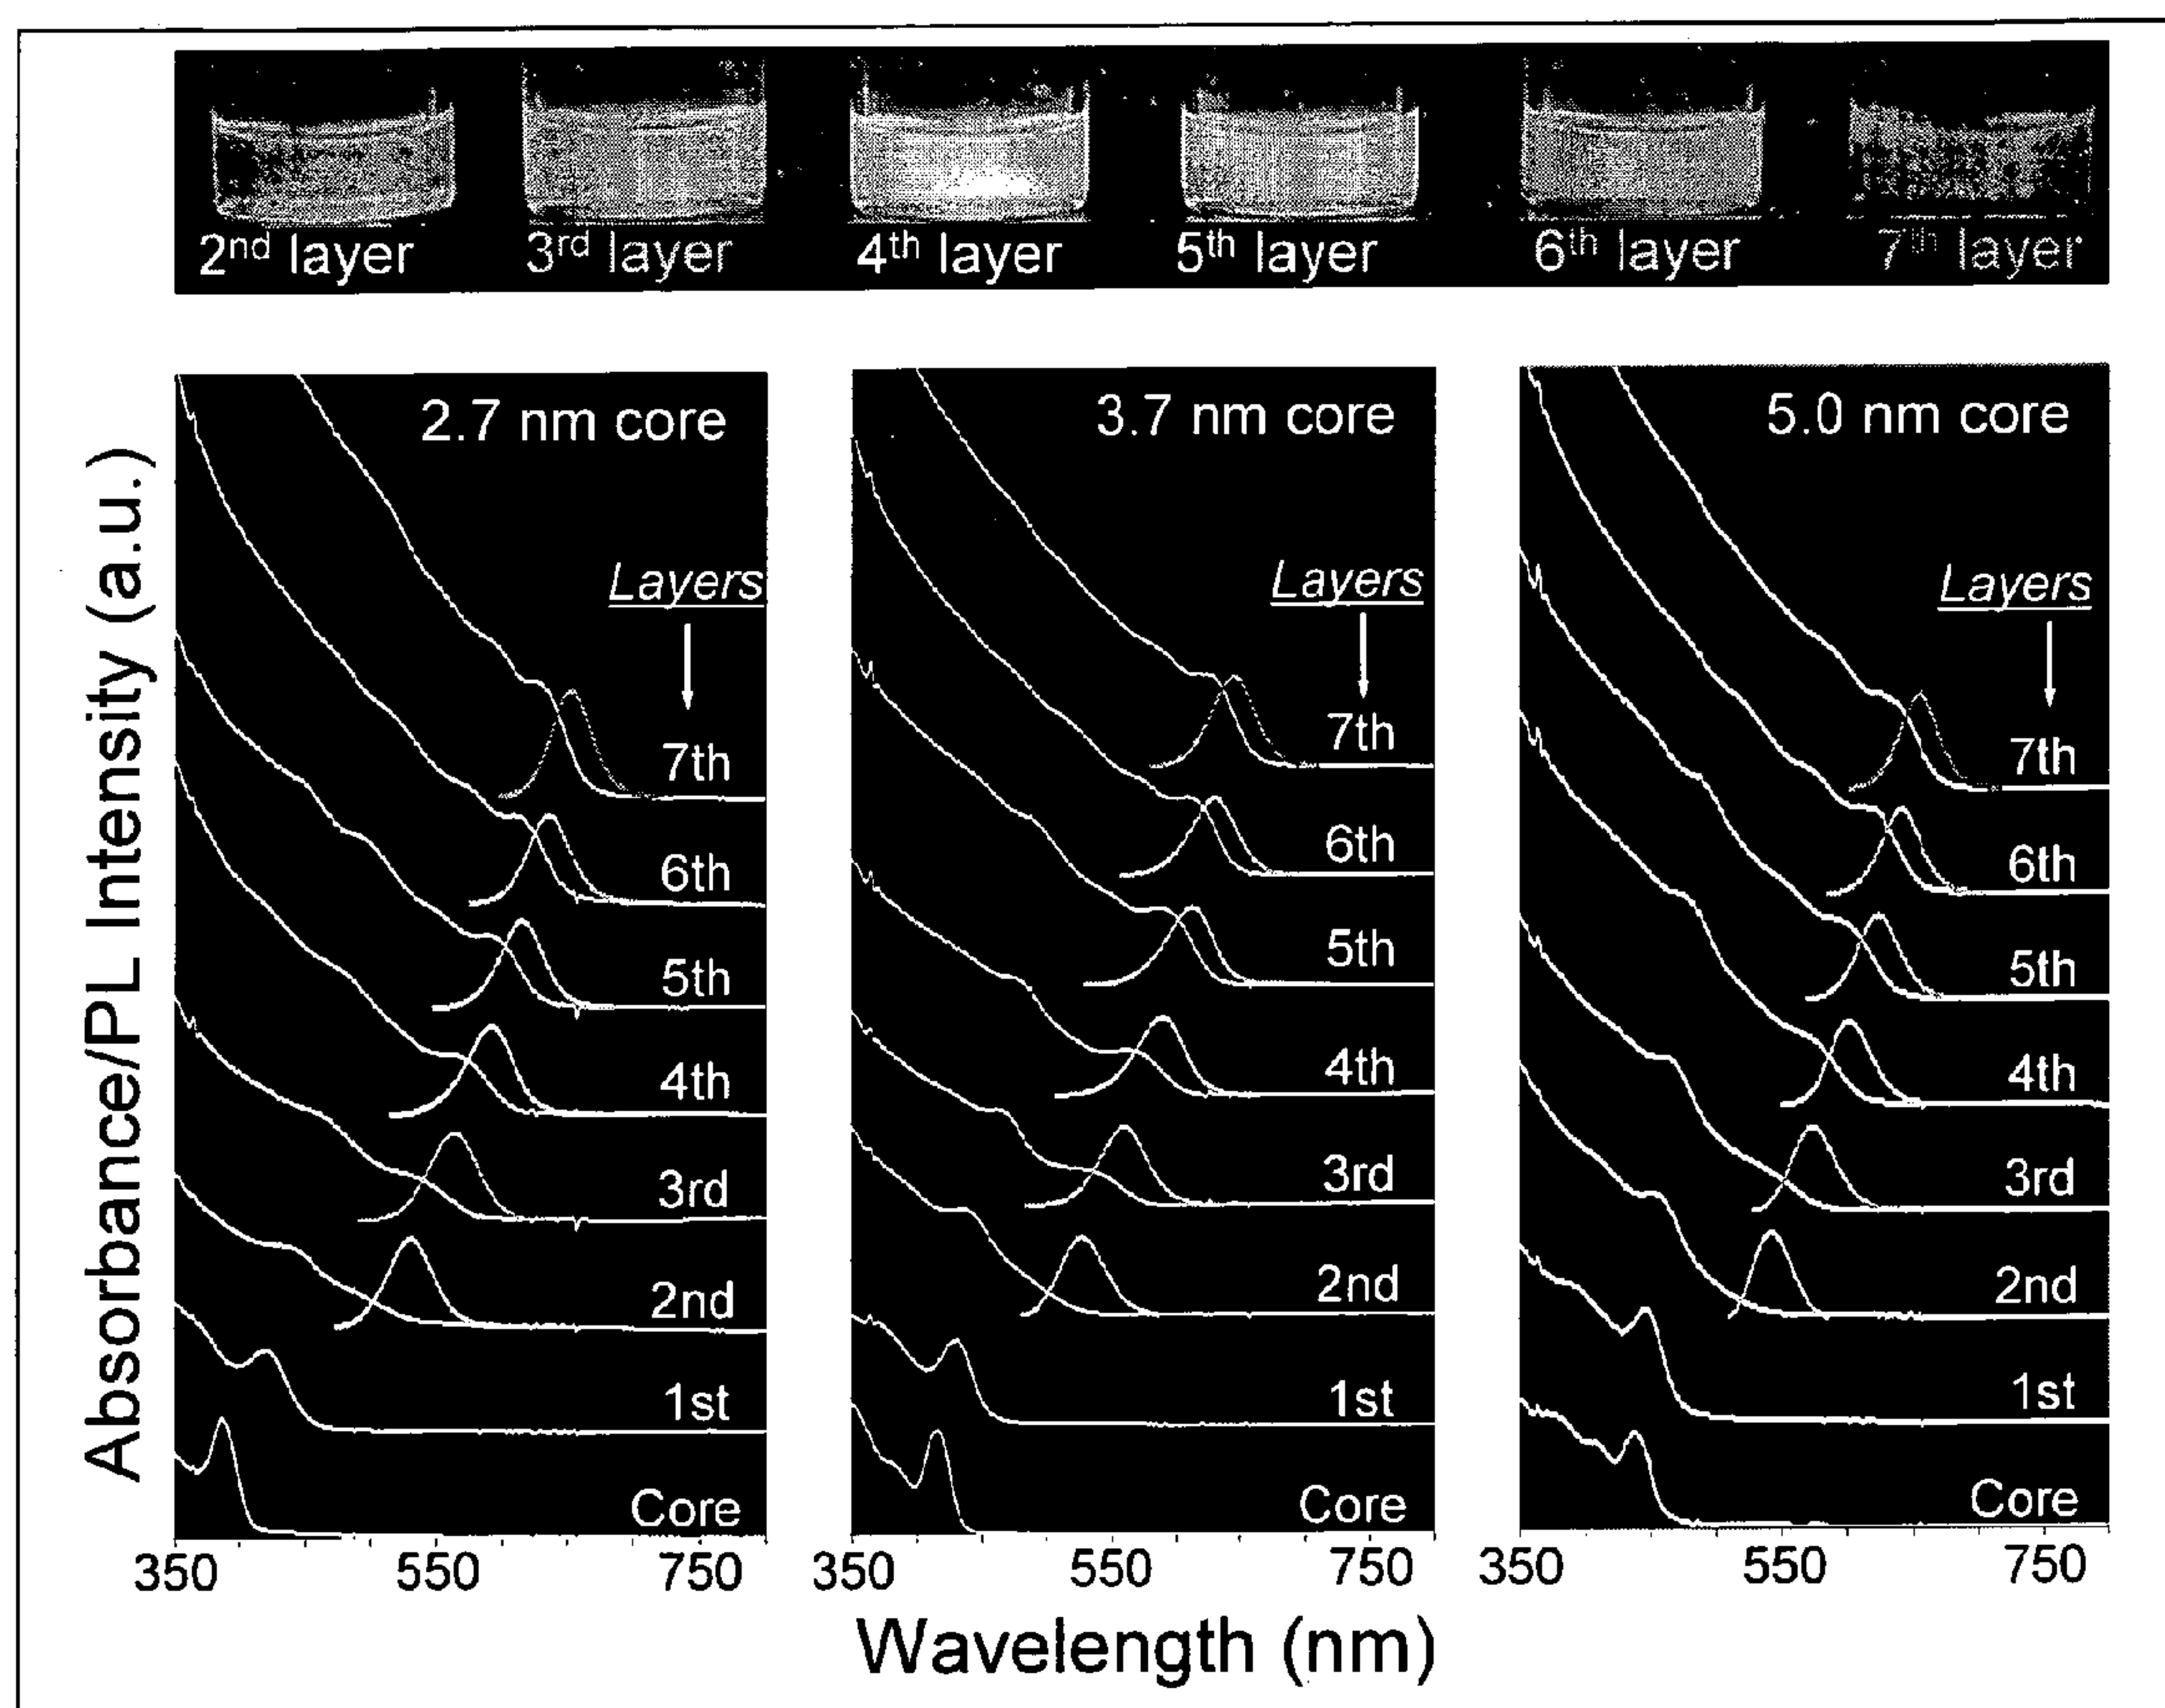 2nd layer
3rd layer
4th layer
5th layer
6th layer
7th layer
Absorbance/PL Intensity (a.u.)
2.7 nm core
Layers
7th
6th
5th
4th
3rd
2nd
1st
Core
350 550 750
3.7 nm core
Layers
7th
6th
5th
4th
3rd
2nd
1st
Core
350 550 750
5.0 nm core
Layers
7th
6th
5th
4th
3rd
2nd
1st
Core
350 550 750
Wavelength (nm)